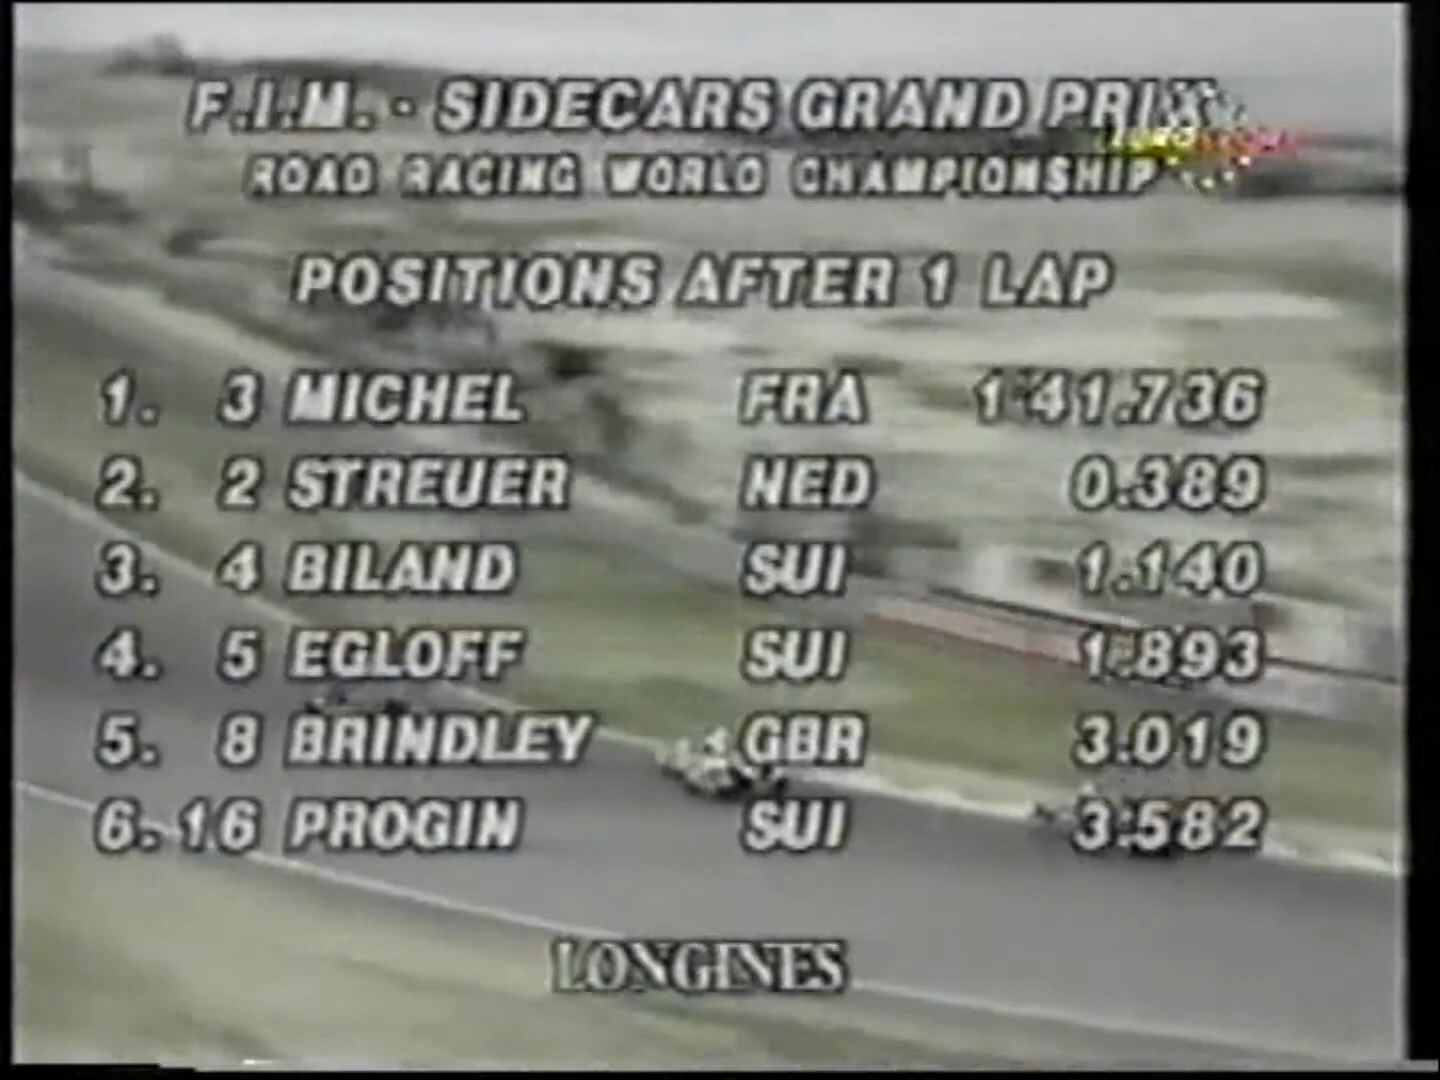 F.I.M. - SIDECARS GRAND PRIX
ROAD RACING WORLD CHAMPIONSHIP
POSITIONS AFTER 1 LAP
1. 3 MICHEL FRA 1'41.736
2. 2 STREUER NED 0.389
3. 4 BILAND SUI 1.140
4. 5 EGLOFF SUI 1.893
5. 8 BRINDLEY GBR 3.019
6. 16 PROGIN SUI 3.582
LONGINES